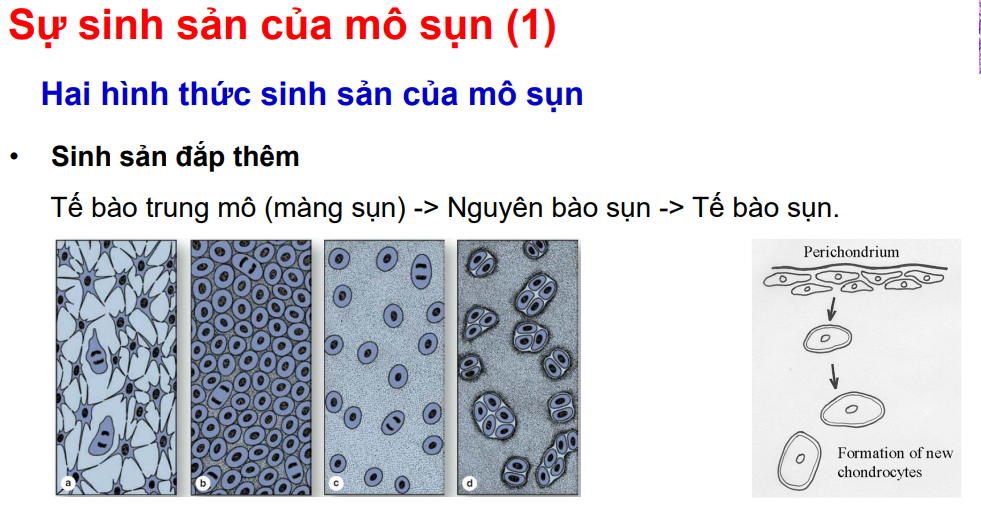 Sự sinh sản của mô sụn (1)
Hai hình thức sinh sản của mô sụn
• Sinh sản đắp thêm
Tế bào trung mô (màng sụn) -> Nguyên bào sụn -> Tế bào sụn.
a
b
c
d
Perichondrium
Formation of new
chondrocytes